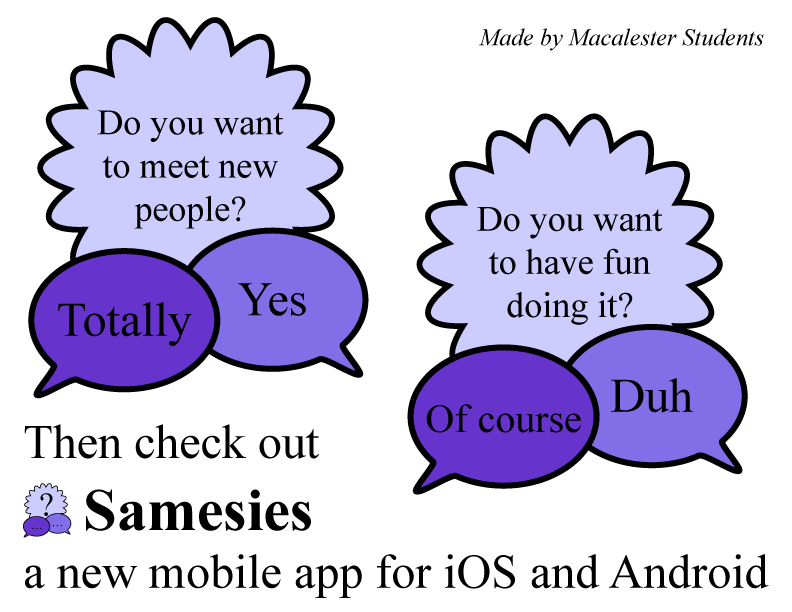 Made by Macalester Students
Do you want
to meet new
people?
Totally
Yes
Do you want
to have fun
doing it?
Of course
Duh
Then check out
?
... ...
Samesies
a new mobile app for iOS and Android